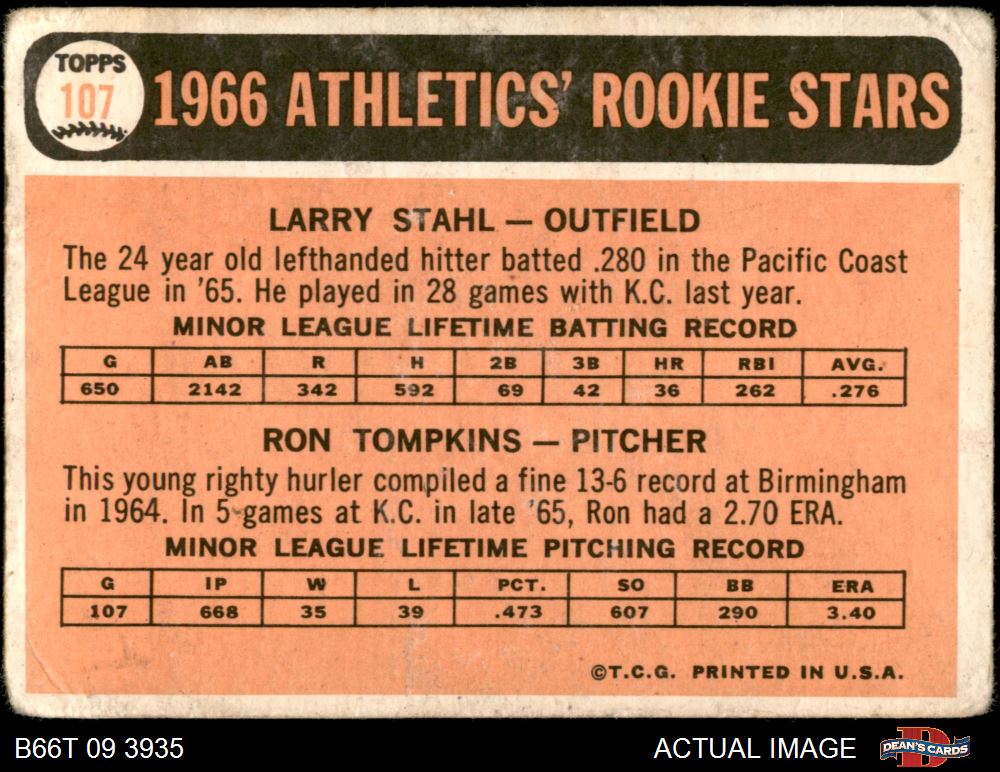 TOPPS
107
1966 ATHLETICS' ROOKIE STARS
LARRY STAHL — OUTFIELD
The 24 year old lefthanded hitter batted .280 in the Pacific Coast
League in '65. He played in 28 games with K.C. last year.
MINOR LEAGUE LIFETIME BATTING RECORD
G AB R H 2B 3B HR RBI AVG.
650 2142 342 592 69 42 36 262 .276
RON TOMPKINS — PITCHER
This young righty hurler compiled a fine 13-6 record at Birmingham
in 1964. In 5 games at K.C. in late '65, Ron had a 2.70 ERA.
MINOR LEAGUE LIFETIME PITCHING RECORD
G IP W L PCT. SO BB ERA
107 668 35 39 .473 607 290 3.40
©T.C.G. PRINTED IN U.S.A.
B66T 09 3935 ACTUAL IMAGE DEAN'S CARDS